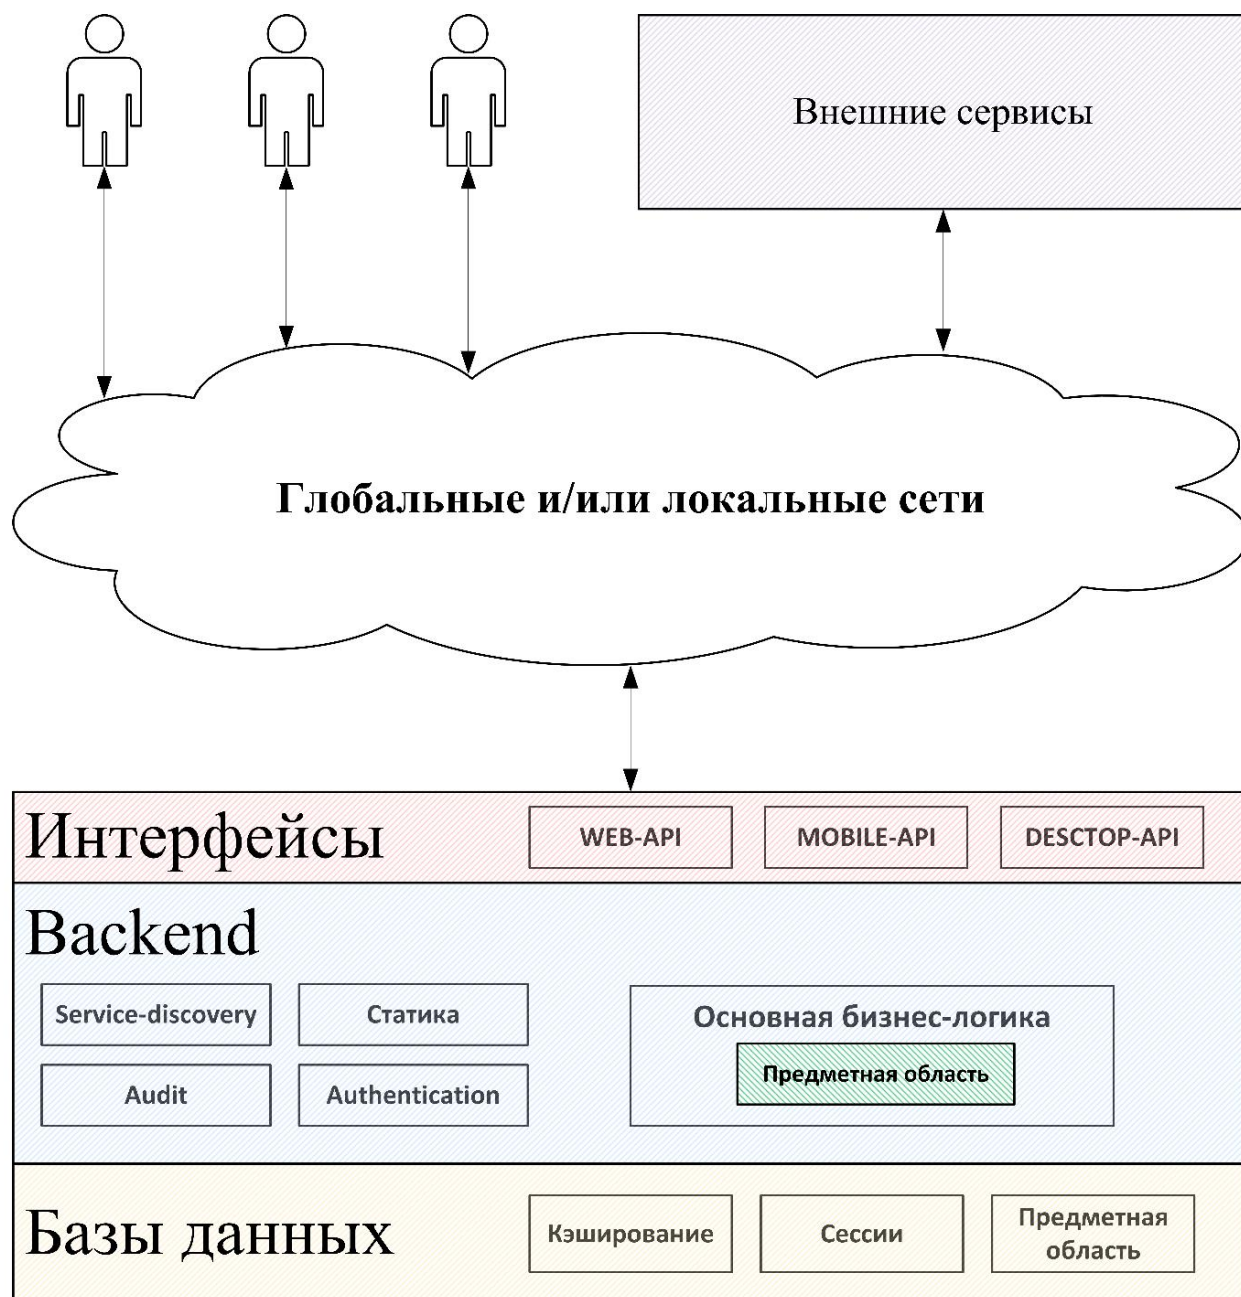 Внешние сервисы
Глобальные и/или локальные сети
Интерфейсы
WEB-API
MOBILE-API
DESCTOP-API
Backend
Service-discovery
Статика
Audit
Authentication
Основная бизнес-логика
Предметная область
Базы данных
Кэширование
Сессии
Предметная
область